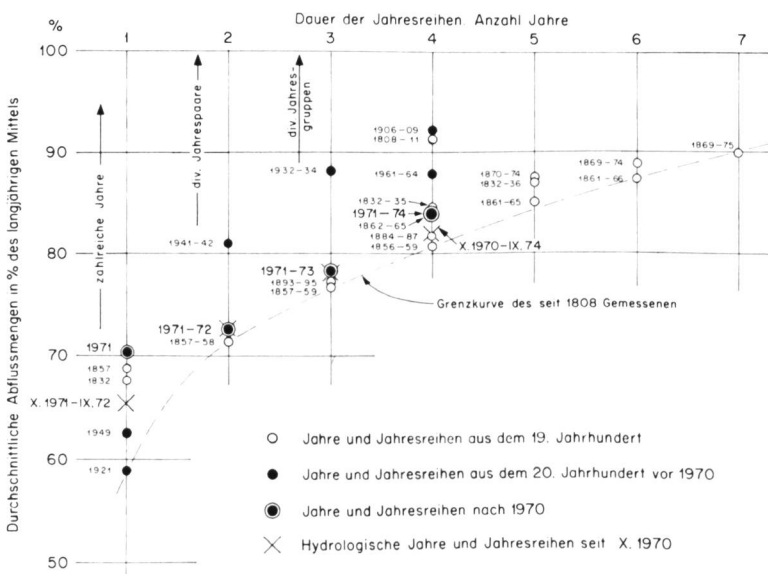 Dauer der Jahresreihen. Anzahl Jahre
%
1 2 3 4 5 6 7
100
90
80
70
60
50
Durchschnittliche Abflussmengen in % des langjährigen Mittels
zahlreiche Jahre
div. Jahrespaare
div. Jahres-
gruppen
1906-09
1808-11
1932-34
1961-64
1870-74
1832-36
1861-65
1869-74
1861-66
1869-75
1832-35
1971-74
1862-65
1884-87
1856-59
X.1970-IX.74
1941-42
1971-73
1893-95
1857-59
Grenzkurve des seit 1808 Gemessenen
1971-72
1857-58
1971
1857
1832
X.1971-IX.72
1949
1921
Jahre und Jahresreihen aus dem 19. Jahrhundert
Jahre und Jahresreihen aus dem 20. Jahrhundert vor 1970
Jahre und Jahresreihen nach 1970
Hydrologische Jahre und Jahresreihen seit X. 1970